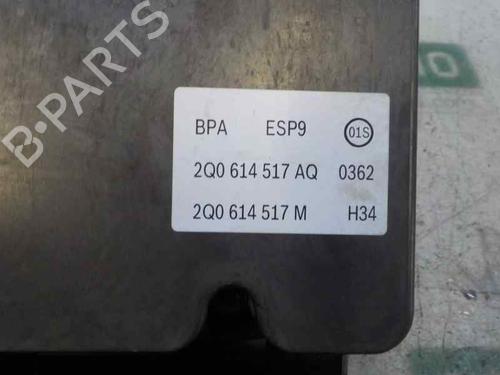 BPA ESP9 01S
2Q0 614 517 AQ 0362
2Q0 614 517 M H34
B-PARTS